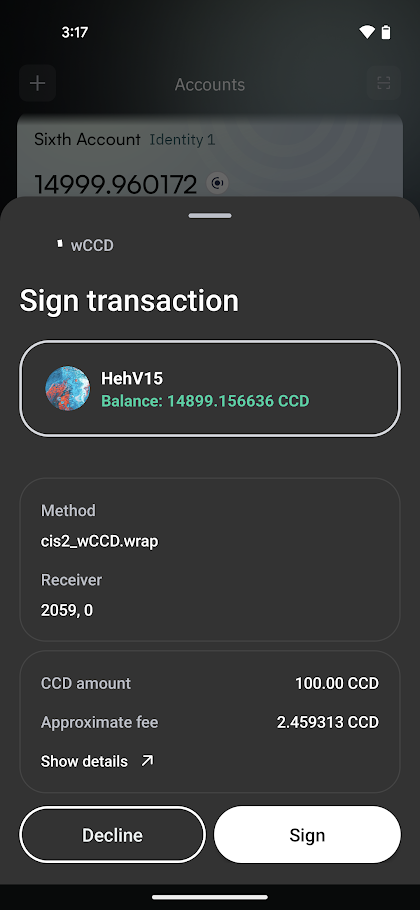 3:17
Accounts
Sixth Account Identity 1
14999.960172
wCCD
Sign transaction
HehV15
Balance: 14899.156636 CCD
Method
cis2_wCCD.wrap
Receiver
2059, 0
CCD amount 100.00 CCD
Approximate fee 2.459313 CCD
Show details
Decline Sign